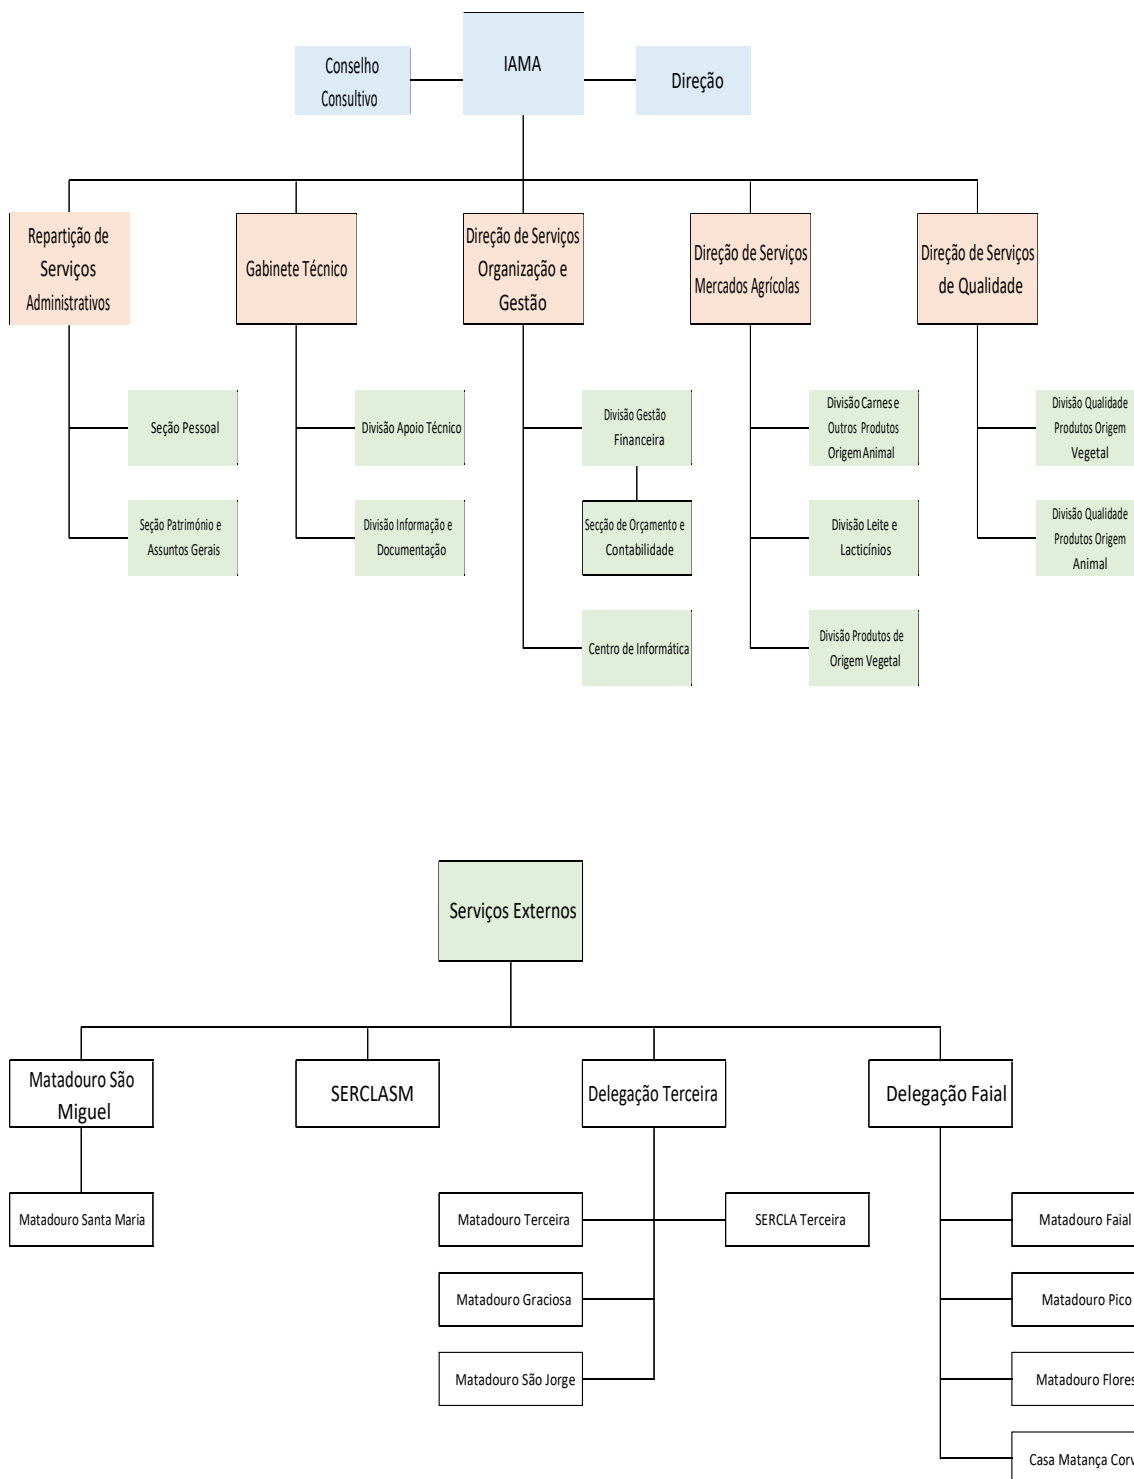 Conselho
Consultivo
IAMA
Direção
Repartição de
Serviços
Administrativos
Gabinete Técnico
Direção de Serviços
Organização e
Gestão
Direção de Serviços
Mercados Agrícolas
Direção de Serviços
de Qualidade
Seção Pessoal
Divisão Apoio Técnico
Divisão Gestão
Financeira
Divisão Carnes e
Outros Produtos
Origem Animal
Divisão Qualidade
Produtos Origem
Vegetal
Seção Património e
Assuntos Gerais
Divisão Informação e
Documentação
Secção de Orçamento e
Contabilidade
Divisão Leite e
Lacticínios
Divisão Qualidade
Produtos Origem
Animal
Centro de Informática
Divisão Produtos de
Origem Vegetal
Serviços Externos
Matadouro São
Miguel
SERCLASM
Delegação Terceira
Delegação Faial
Matadouro Santa Maria
Matadouro Terceira
SERCLA Terceira
Matadouro Faial
Matadouro Graciosa
Matadouro Pico
Matadouro São Jorge
Matadouro Flores
Casa Matança Corv